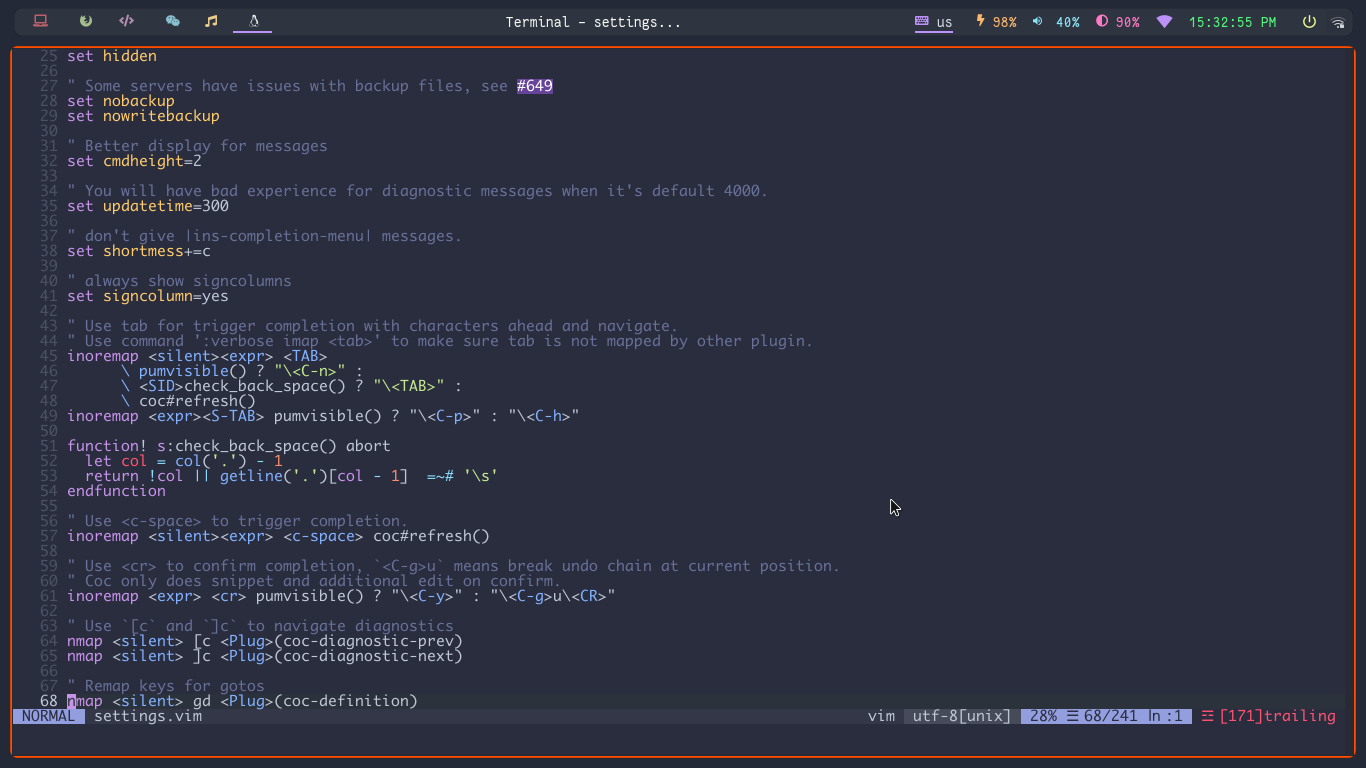 Terminal - settings... us 98% 40% 90% 15:32:55 PM
25 set hidden
26
27 " Some servers have issues with backup files, see #649
28 set nobackup
29 set nowritebackup
30
31 " Better display for messages
32 set cmdheight=2
33
34 " You will have bad experience for diagnostic messages when it's default 4000.
35 set updatetime=300
36
37 " don't give |ins-completion-menu| messages.
38 set shortmess+=c
39
40 " always show signcolumns
41 set signcolumn=yes
42
43 " Use tab for trigger completion with characters ahead and navigate.
44 " Use command ':verbose imap <tab>' to make sure tab is not mapped by other plugin.
45 inoremap <silent><expr> <TAB>
46       \ pumvisible() ? "\<C-n>" :
47       \ <SID>check_back_space() ? "\<TAB>" :
48       \ coc#refresh()
49 inoremap <expr><S-TAB> pumvisible() ? "\<C-p>" : "\<C-h>"
50
51 function! s:check_back_space() abort
52   let col = col('.') - 1
53   return !col || getline('.')[col - 1]  =~# '\s'
54 endfunction
55
56 " Use <c-space> to trigger completion.
57 inoremap <silent><expr> <c-space> coc#refresh()
58
59 " Use <cr> to confirm completion, `<C-g>u` means break undo chain at current position.
60 " Coc only does snippet and additional edit on confirm.
61 inoremap <expr> <cr> pumvisible() ? "\<C-y>" : "\<C-g>u\<CR>"
62
63 " Use `[c` and `]c` to navigate diagnostics
64 nmap <silent> [c <Plug>(coc-diagnostic-prev)
65 nmap <silent> ]c <Plug>(coc-diagnostic-next)
66
67 " Remap keys for gotos
68 nmap <silent> gd <Plug>(coc-definition)
NORMAL settings.vim vim utf-8[unix] 28% ☰ 68/241 ln :1 ☲ [171]trailing